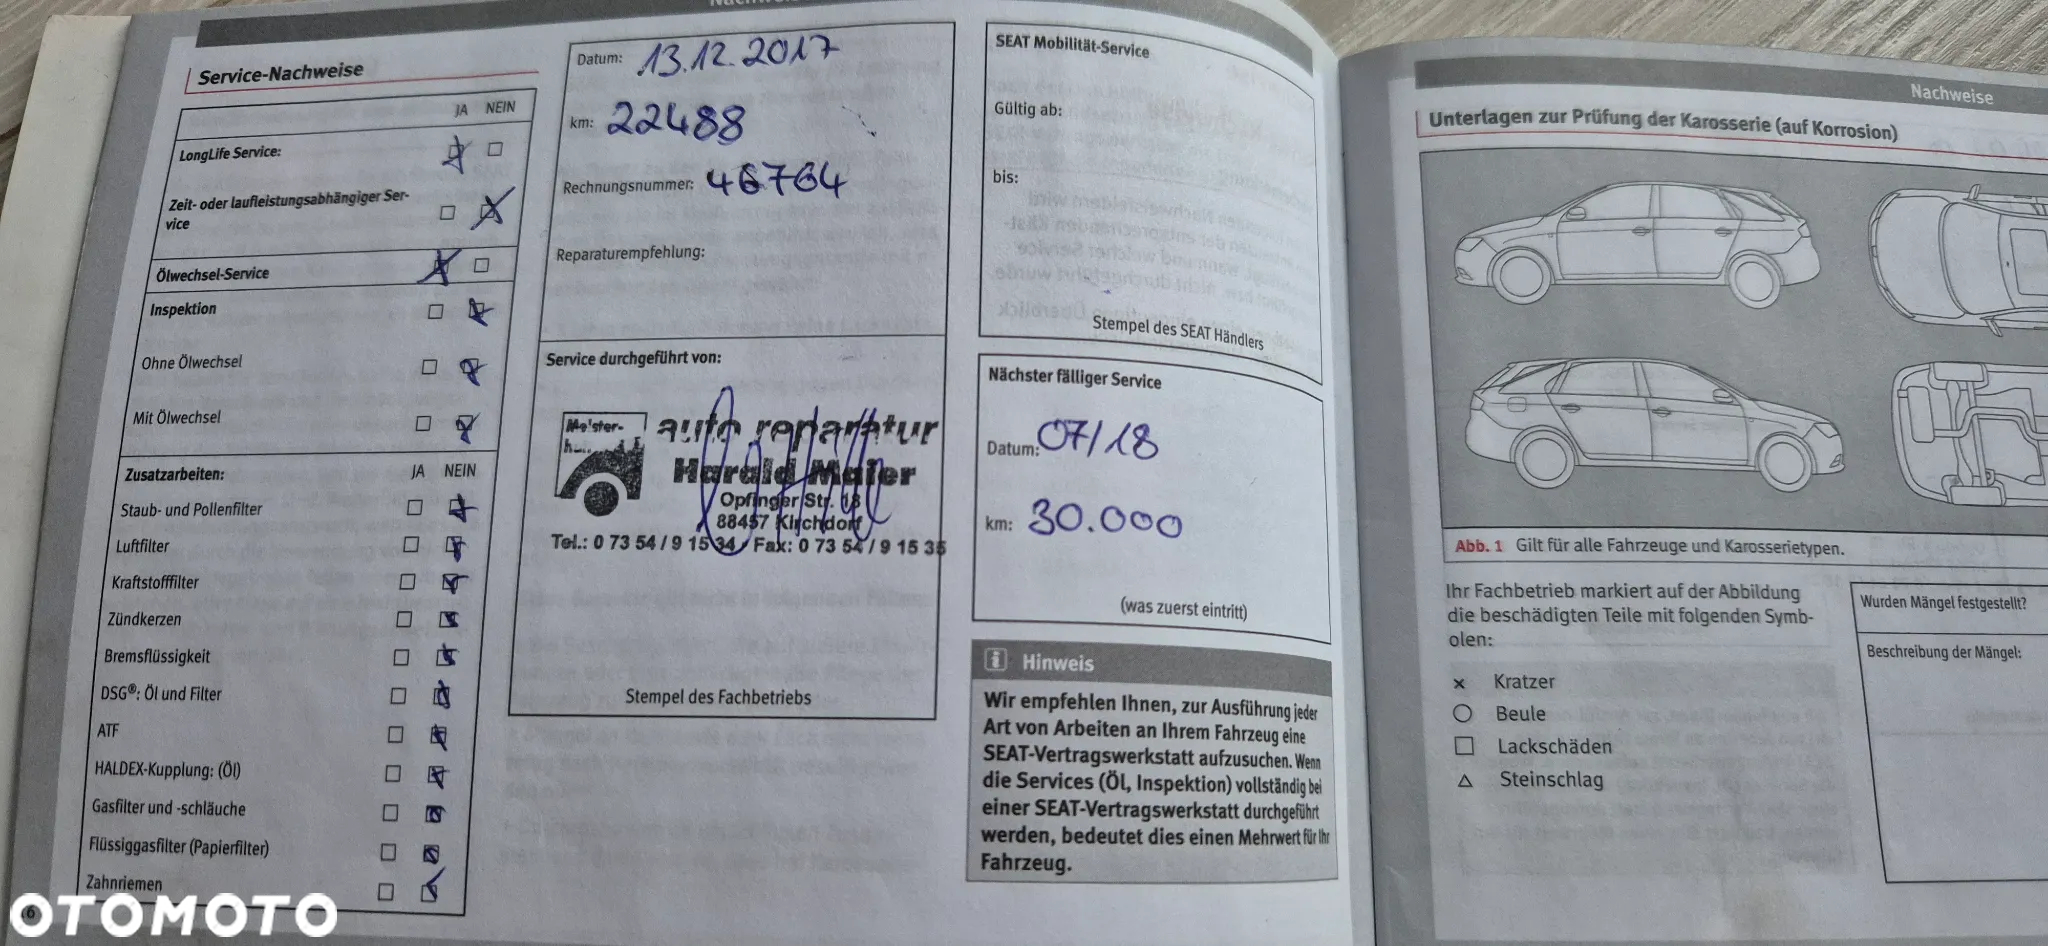 Service-Nachweise
JA NEIN
LongLife Service:
Zeit- oder laufleistungsabhängiger Ser-
vice
Ölwechsel-Service
Inspektion
Ohne Ölwechsel
Mit Ölwechsel
Zusatzarbeiten: JA NEIN
Staub- und Pollenfilter
Luftfilter
Kraftstofffilter
Zündkerzen
Bremsflüssigkeit
DSG®: Öl und Filter
ATF
HALDEX-Kupplung: (Öl)
Gasfilter und -schläuche
Flüssiggasfilter (Papierfilter)
Zahnriemen
Datum: 13.12.2017
km: 22488
Rechnungsnummer: 46764
Reparaturempfehlung:
Service durchgeführt von:
Meister-
auto reparatur
Harald Maier
Opfinger Str. 18
88457 Kirchdorf
Tel.: 0 73 54 / 9 15 34 / Fax: 0 73 54 / 9 15 35
Stempel des Fachbetriebs
SEAT Mobilität-Service
Gültig ab:
bis:
Stempel des SEAT Händlers
Nächster fälliger Service
Datum: 07/18
km: 30.000
(was zuerst eintritt)
i Hinweis
Wir empfehlen Ihnen, zur Ausführung jeder
Art von Arbeiten an Ihrem Fahrzeug eine
SEAT-Vertragswerkstatt aufzusuchen. Wenn
die Services (Öl, Inspektion) vollständig bei
einer SEAT-Vertragswerkstatt durchgeführt
werden, bedeutet dies einen Mehrwert für Ihr
Fahrzeug.
Nachweise
Unterlagen zur Prüfung der Karosserie (auf Korrosion)
Abb. 1 Gilt für alle Fahrzeuge und Karosserietypen.
Ihr Fachbetrieb markiert auf der Abbildung
die beschädigten Teile mit folgenden Symb-
olen:
× Kratzer
○ Beule
□ Lackschäden
△ Steinschlag
Wurden Mängel festgestellt?
Beschreibung der Mängel:
OTOMOTO